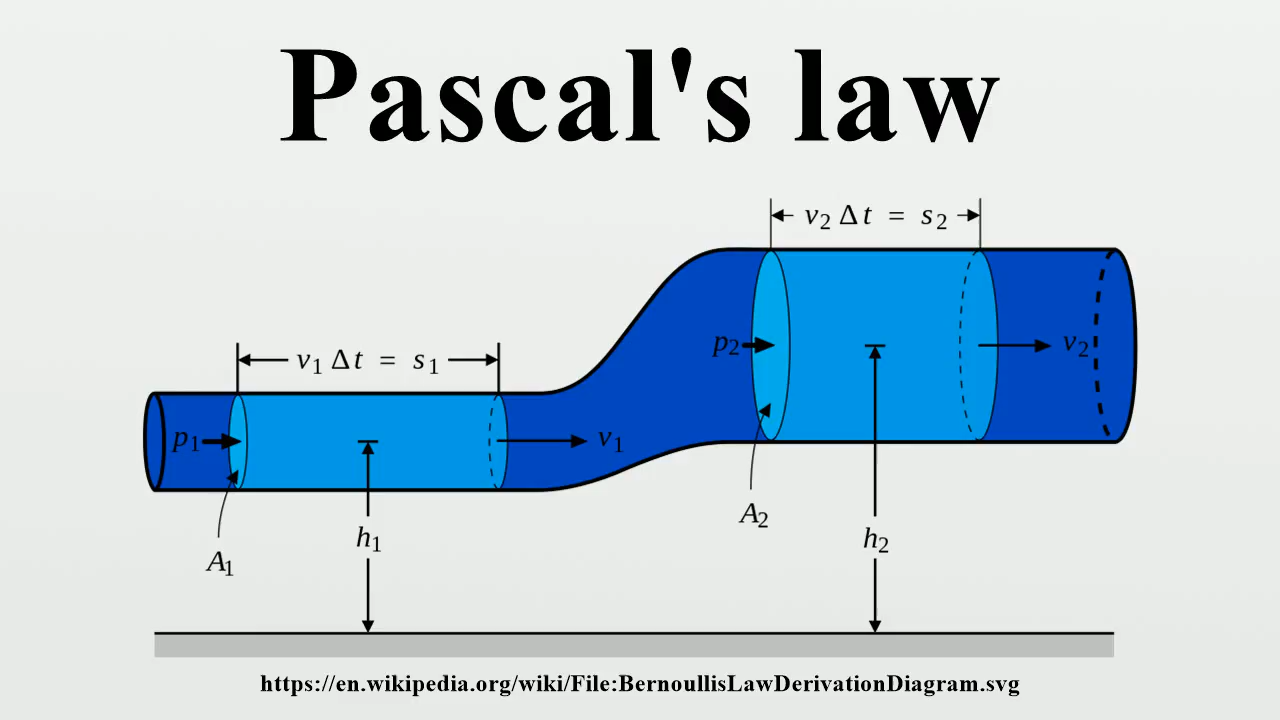 Pascal's law
v₂ Δt = s₂
v₁ Δt = s₁
p₂
v₂
p₁
v₁
A₂
h₁
h₂
A₁
https://en.wikipedia.org/wiki/File:BernoullisLawDerivationDiagram.svg